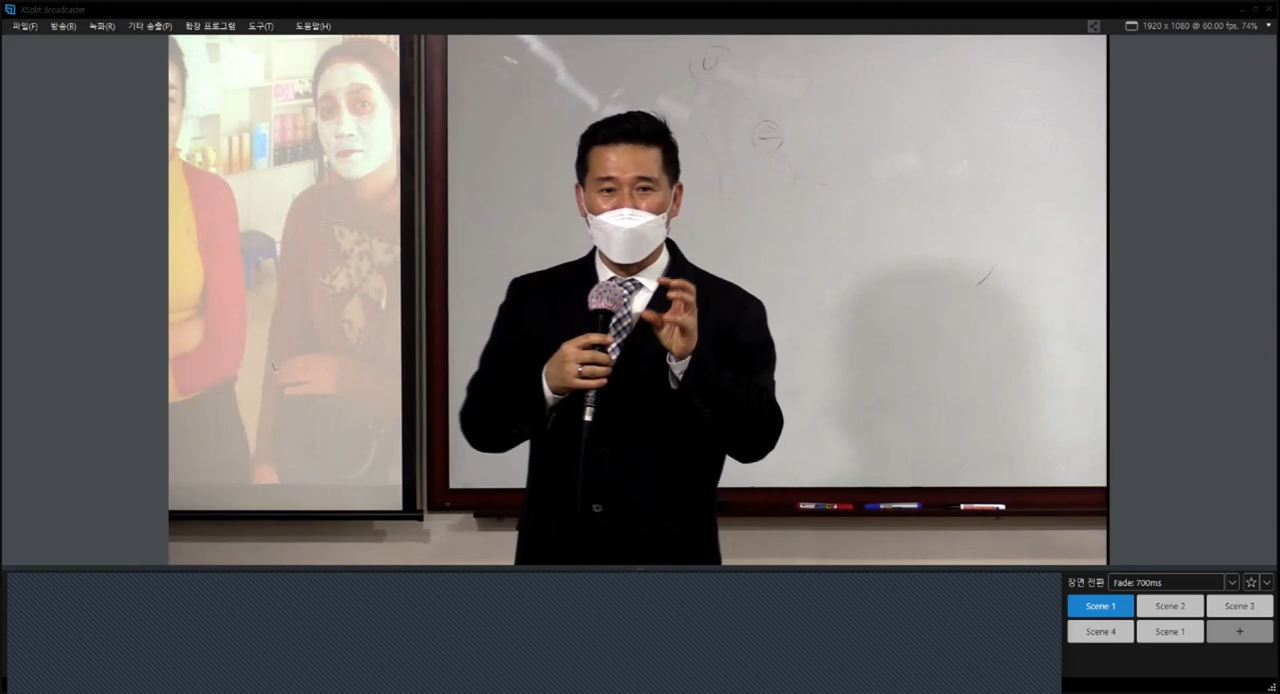 XSplit Broadcaster
파일(F) 방송(B) 녹화(R) 기타 송출(P) 확장 프로그램 도구(T) 도움말(H)
1920 x 1080 @ 60.00 fps, 74%
4
장면 전환 Fade: 700ms
Scene 1 Scene 2 Scene 3
Scene 4 Scene 1 +